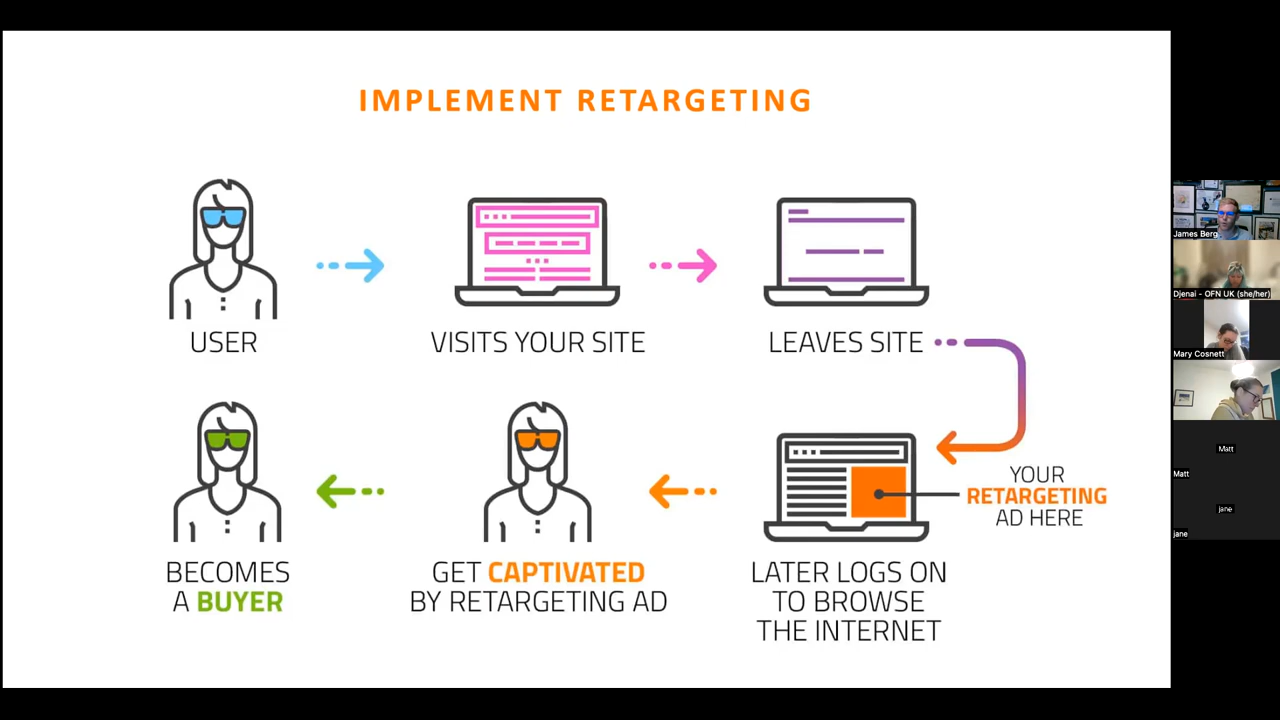 IMPLEMENT RETARGETING
USER
VISITS YOUR SITE
LEAVES SITE
YOUR
RETARGETING
AD HERE
LATER LOGS ON
TO BROWSE
THE INTERNET
GET CAPTIVATED
BY RETARGETING AD
BECOMES
A BUYER
James Berg
Djenai - OFN UK (she/her)
Mary Cosnett
Matt
Matt
jane
jane